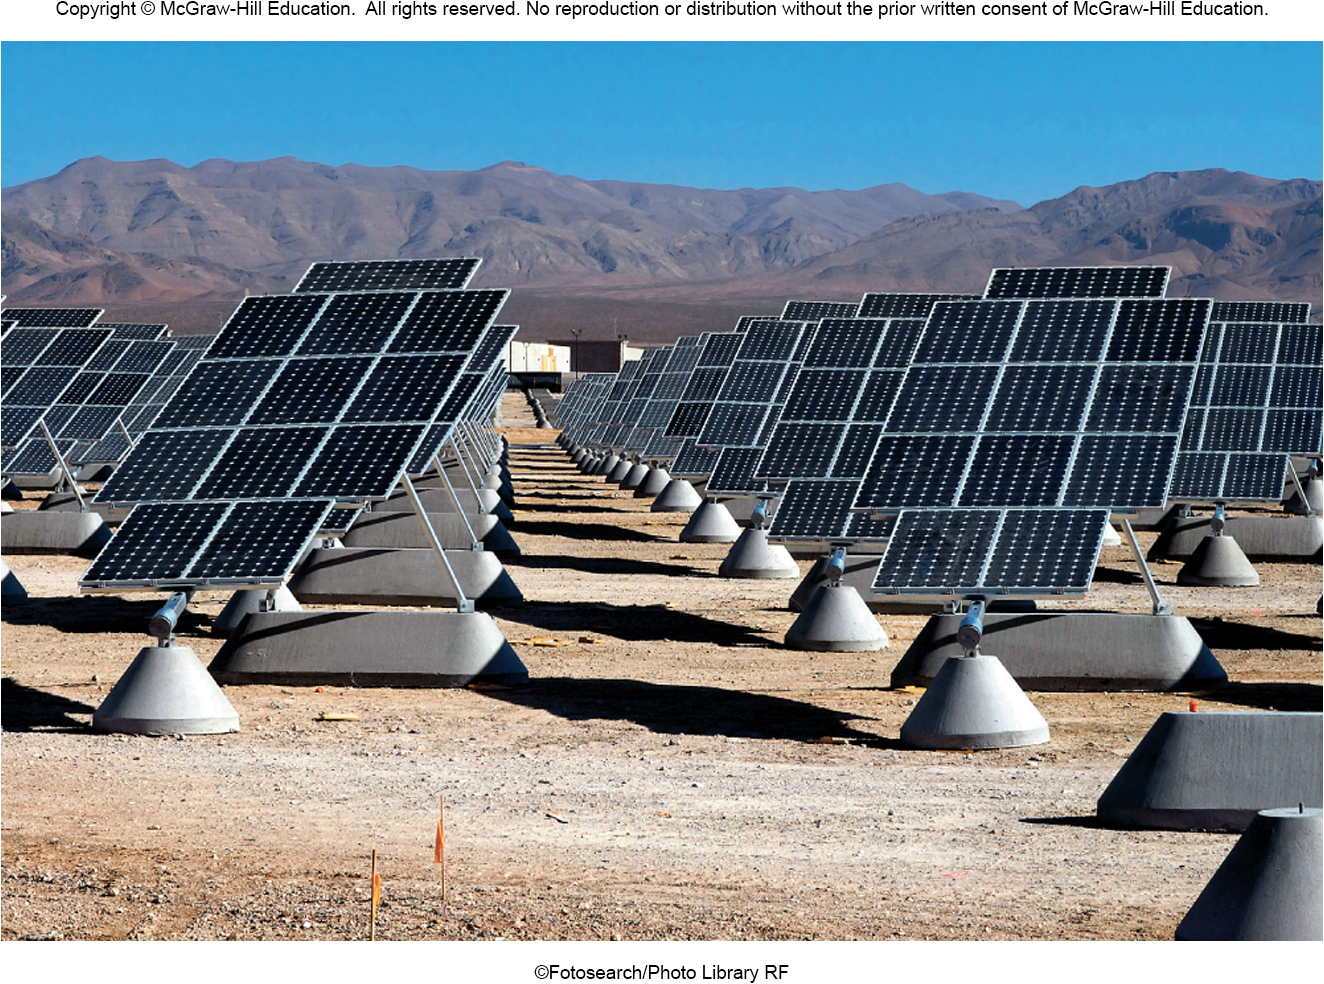 Copyright © McGraw-Hill Education.  All rights reserved. No reproduction or distribution without the prior written consent of McGraw-Hill Education.
©Fotosearch/Photo Library RF